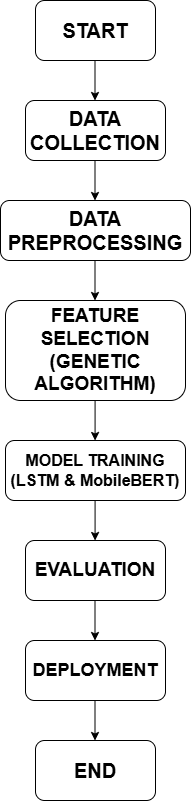 START
DATA
COLLECTION
DATA
PREPROCESSING
FEATURE
SELECTION
(GENETIC
ALGORITHM)
MODEL TRAINING
(LSTM & MobileBERT)
EVALUATION
DEPLOYMENT
END